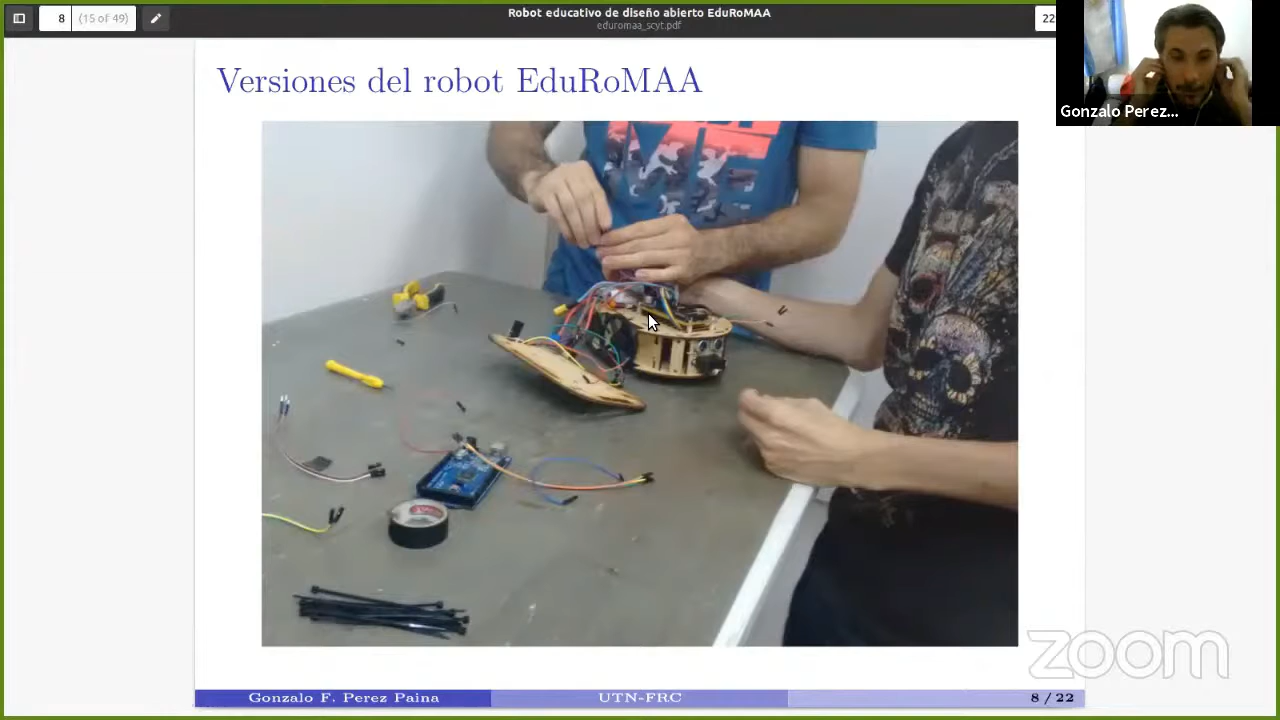 8
(15 of 49)
Robot educativo de diseño abierto EduRoMAA
eduromaa_scyt.pdf
22
Gonzalo Perez...
Versiones del robot EduRoMAA
zoom
Gonzalo F. Perez Paina
UTN-FRC
8 / 22